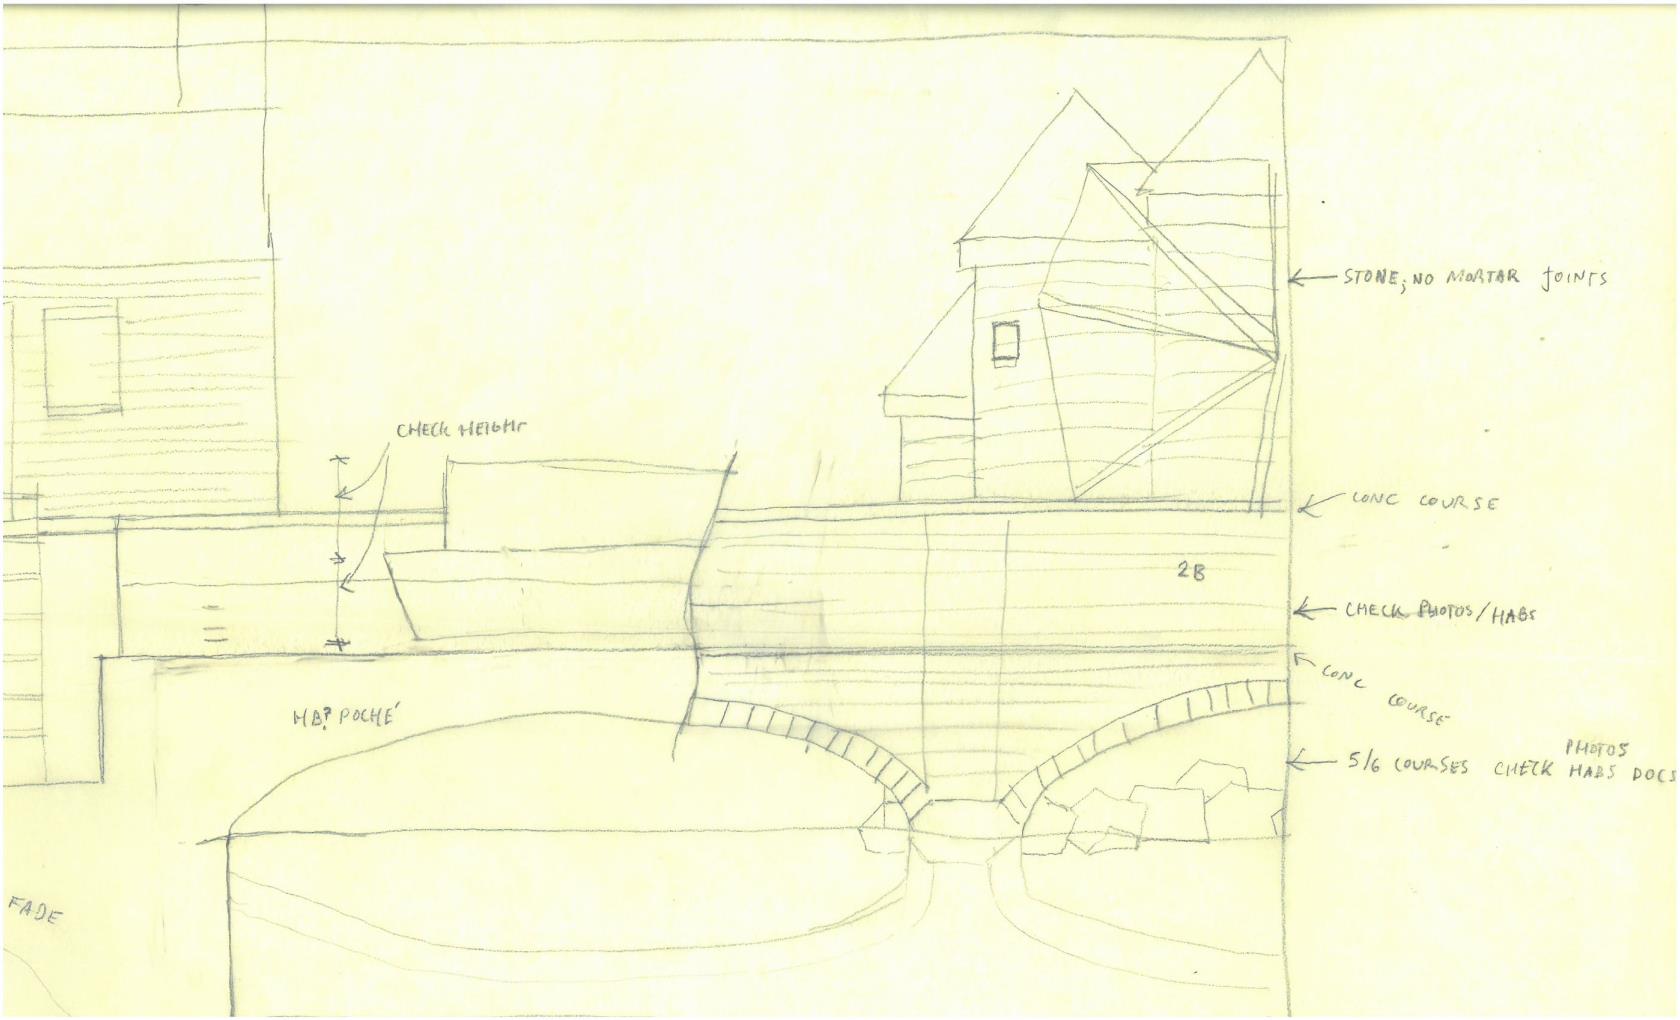 STONE; NO MORTAR JOINTS
CHECK HEIGHT
CONC COURSE
2B
CHECK PHOTOS/HABS
CONC COURSE
HB? POCHÉ
PHOTOS
5/6 COURSES CHECK HABS DOCS
FADE